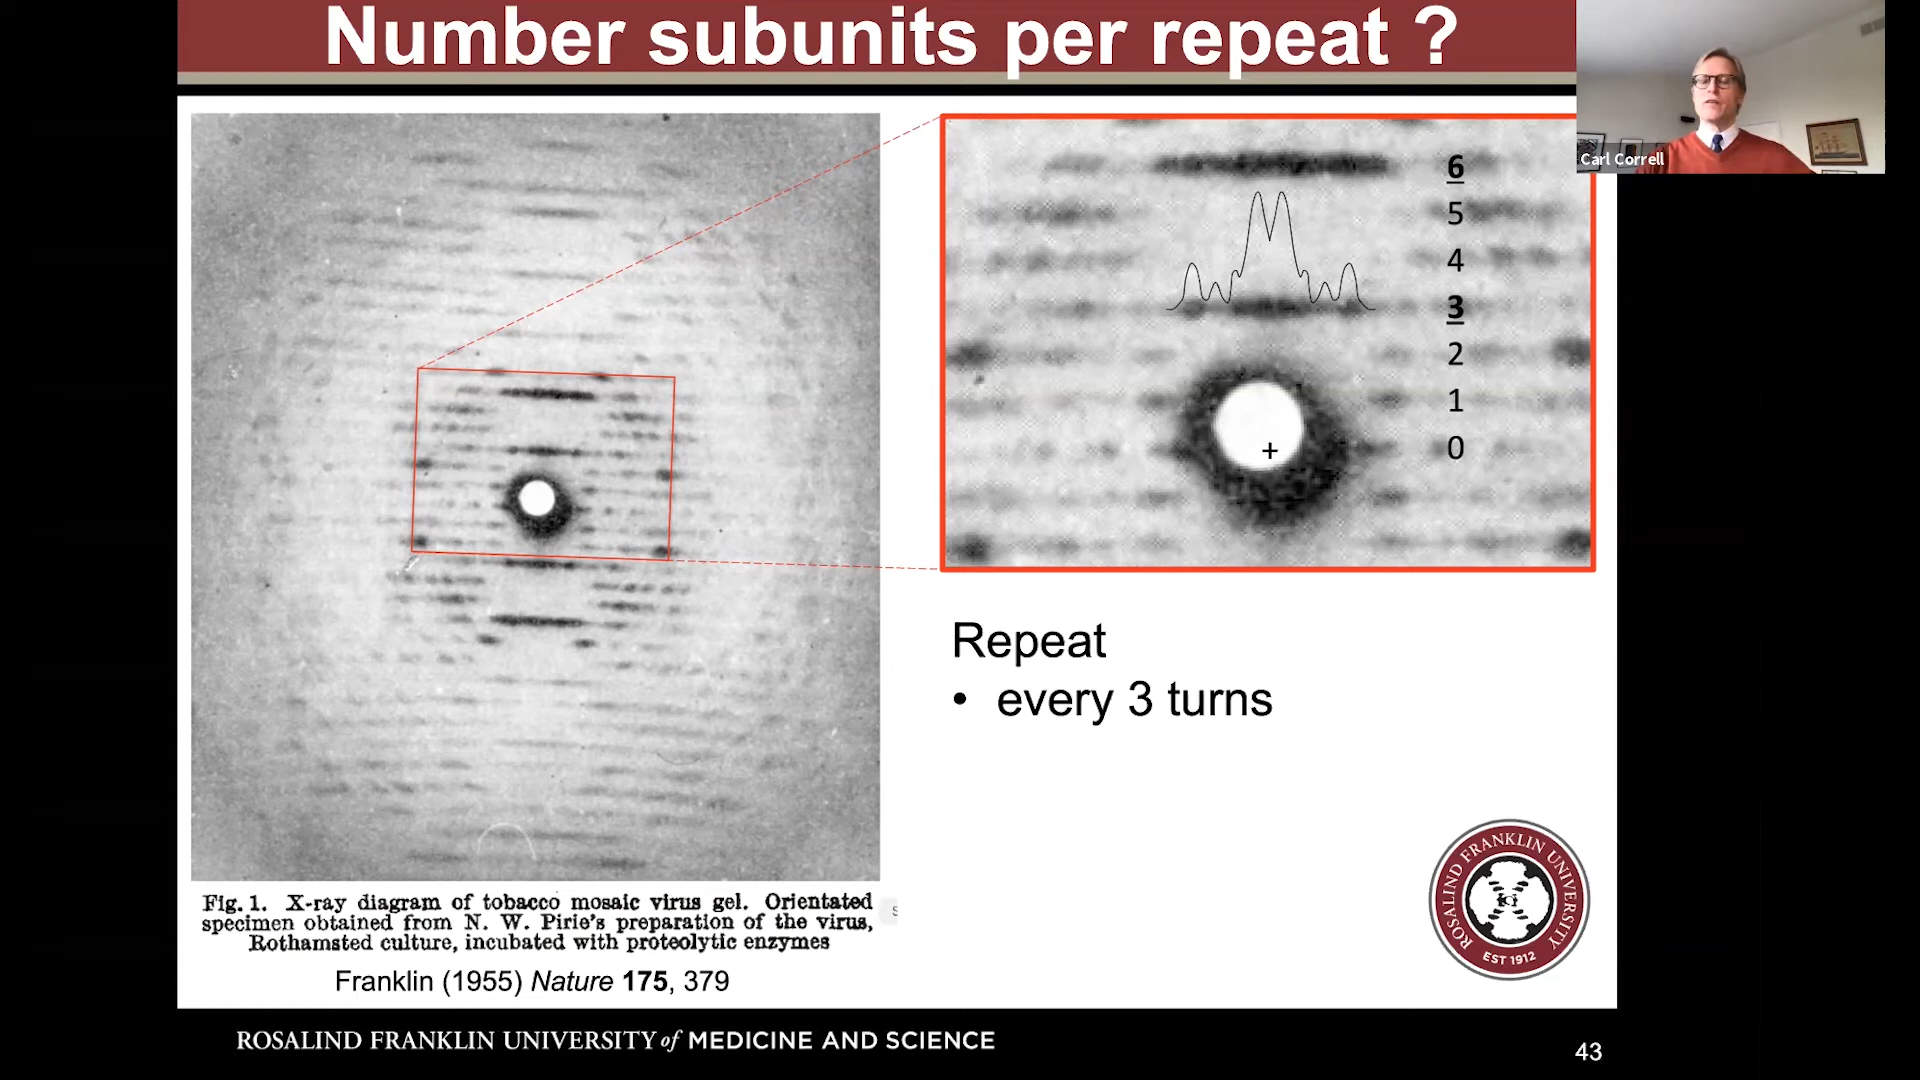 Number subunits per repeat ?
Carl Correll
6
5
4
3
2
1
0
+
Repeat
• every 3 turns
Fig. 1. X-ray diagram of tobacco mosaic virus gel. Orientated
specimen obtained from N. W. Pirie's preparation of the virus,
Rothamsted culture, incubated with proteolytic enzymes
s
Franklin (1955) Nature 175, 379
ROSALIND FRANKLIN UNIVERSITY
EST 1912
ROSALIND FRANKLIN UNIVERSITY of MEDICINE AND SCIENCE
43